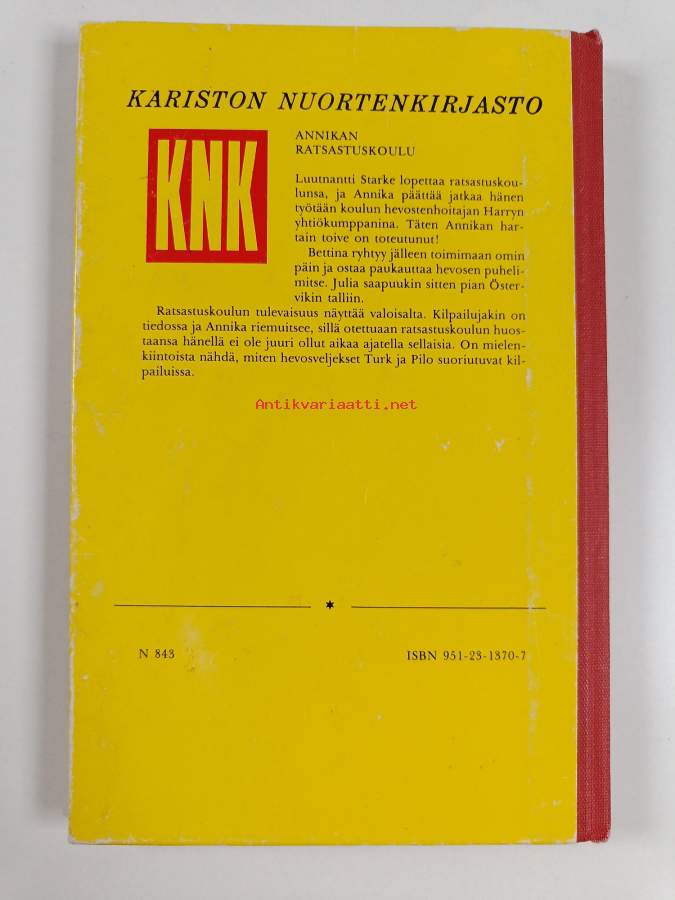 KARISTON NUORTENKIRJASTO
KNK
ANNIKAN
RATSASTUSKOULU
Luutnantti Starke lopettaa ratsastuskou-
lunsa, ja Annika päättää jatkaa hänen
työtään koulun hevostenhoitajan Harryn
yhtiökumppanina. Täten Annikan har-
tain toive on toteutunut!
Bettina ryhtyy jälleen toimimaan omin
päin ja ostaa paukauttaa hevosen puheli-
mitse. Julia saapuukin sitten pian Öster-
vikin talliin.
Ratsastuskoulun tulevaisuus näyttää valoisalta. Kilpailujakin on
tiedossa ja Annika riemuitsee, sillä otettuaan ratsastuskoulun huos-
taansa hänellä ei ole juuri ollut aikaa ajatella sellaisia. On mielen-
kiintoista nähdä, miten hevosveljekset Turk ja Pilo suoriutuvat kil-
pailuissa.
Antikvariaatti.net
N 843
ISBN 951-23-1370-7